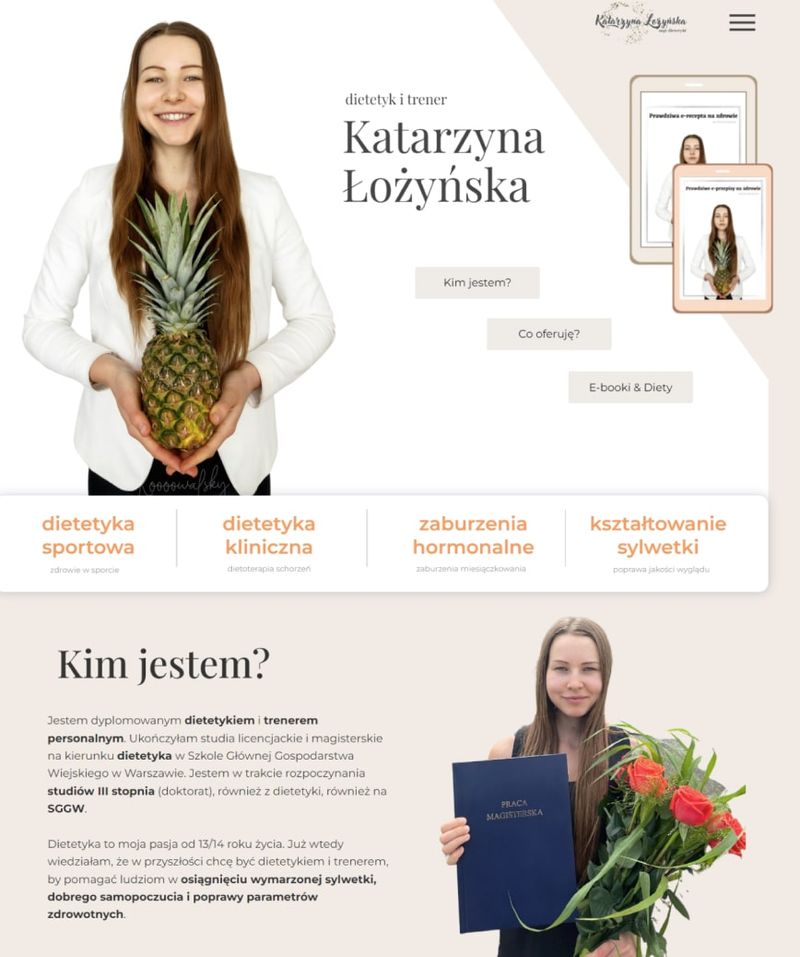 Katarzyna Łożyńska
mgr dietetyki
dietetyk i trener
Katarzyna
Łożyńska
Prawdziwa e-recepta na zdrowie
Prawdziwe e-przepisy na zdrowie
Kim jestem?
Co oferuję?
E-booki & Diety
Koooowalsky
dietetyka
sportowa
zdrowie w sporcie
dietetyka
kliniczna
dietoterapia schorzeń
zaburzenia
hormonalne
zaburzenia miesiączkowania
kształtowanie
sylwetki
poprawa jakości wyglądu
Kim jestem?
Jestem dyplomowanym dietetykiem i trenerem
personalnym. Ukończyłam studia licencjackie i magisterskie
na kierunku dietetyka w Szkole Głównej Gospodarstwa
Wiejskiego w Warszawie. Jestem w trakcie rozpoczynania
studiów III stopnia (doktorat), również z dietetyki, również na
SGGW.
Dietetyka to moja pasja od 13/14 roku życia. Już wtedy
wiedziałam, że w przyszłości chcę być dietetykiem i trenerem,
by pomagać ludziom w osiągnięciu wymarzonej sylwetki,
dobrego samopoczucia i poprawy parametrów
zdrowotnych.
PRACA
MAGISTERSKA